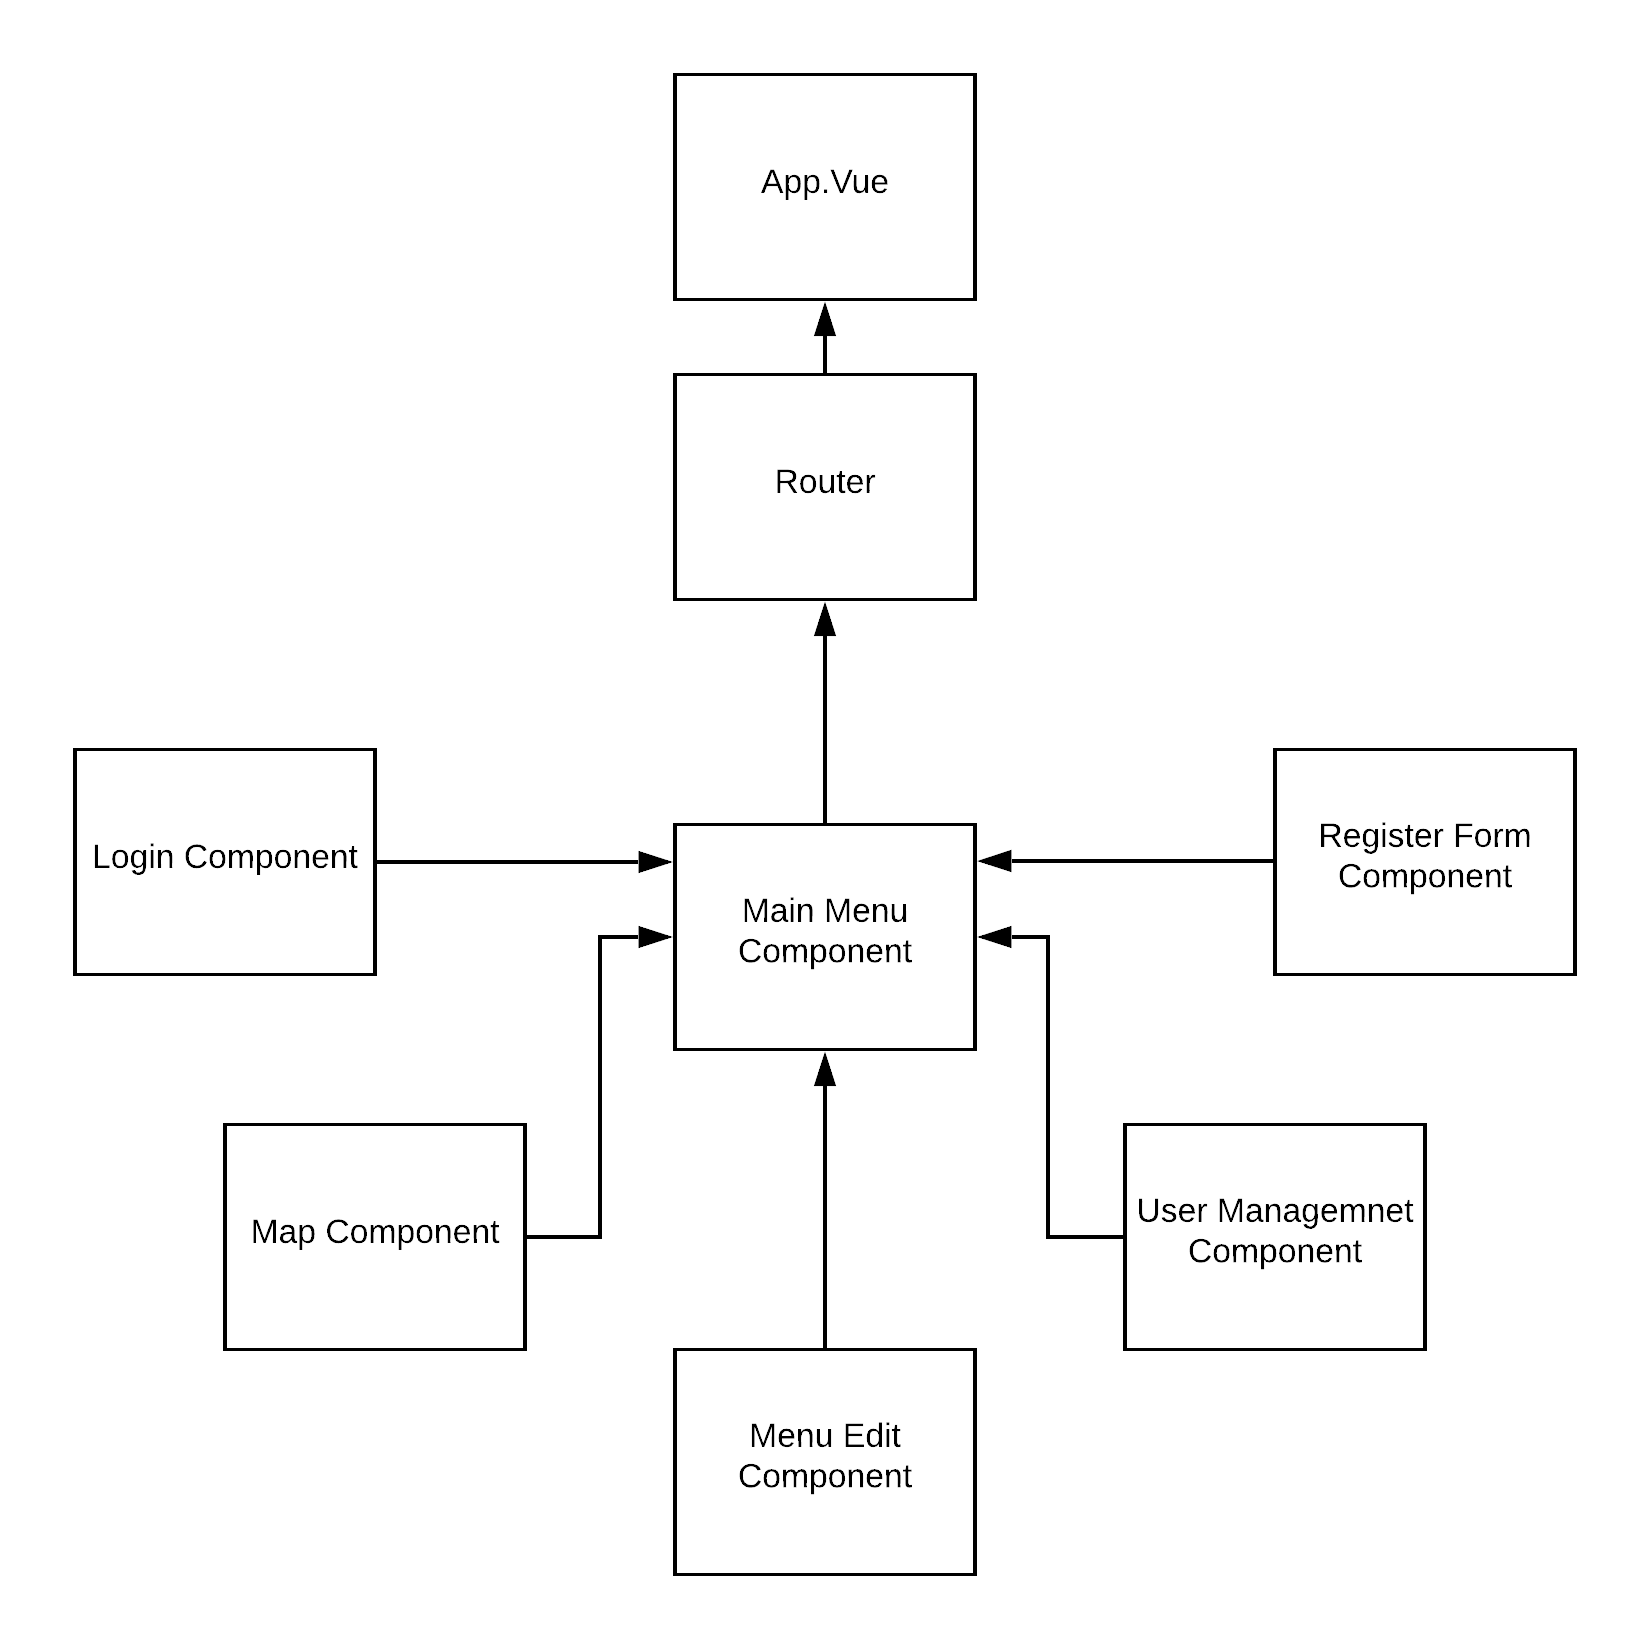 App.Vue
Router
Login Component
Register Form
Component
Main Menu
Component
Map Component
User Managemnet
Component
Menu Edit
Component